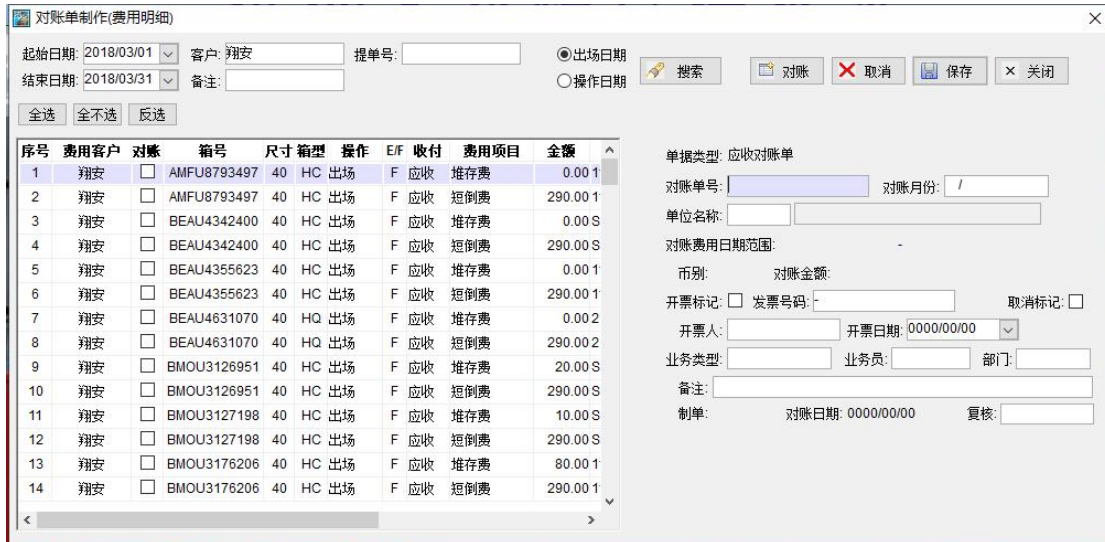 对账单制作(费用明细)
起始日期: 2018/03/01 客户: 翔安 提单号: 出场日期
结束日期: 2018/03/31 备注: 操作日期
搜索 对账 取消 保存 关闭
全选 全不选 反选
序号 费用客户 对账 箱号 尺寸 箱型 操作 E/F 收付 费用项目 金额
1 翔安 AMFU8793497 40 HC 出场 F 应收 堆存费 0.00 1
2 翔安 AMFU8793497 40 HC 出场 F 应收 短倒费 290.00 1
3 翔安 BEAU4342400 40 HC 出场 F 应收 堆存费 0.00 S
4 翔安 BEAU4342400 40 HC 出场 F 应收 短倒费 290.00 S
5 翔安 BEAU4355623 40 HC 出场 F 应收 堆存费 0.00 1
6 翔安 BEAU4355623 40 HC 出场 F 应收 短倒费 290.00 1
7 翔安 BEAU4631070 40 HQ 出场 F 应收 堆存费 0.00 2
8 翔安 BEAU4631070 40 HQ 出场 F 应收 短倒费 290.00 2
9 翔安 BMOU3126951 40 HC 出场 F 应收 堆存费 20.00 S
10 翔安 BMOU3126951 40 HC 出场 F 应收 短倒费 290.00 S
11 翔安 BMOU3127198 40 HC 出场 F 应收 堆存费 10.00 S
12 翔安 BMOU3127198 40 HC 出场 F 应收 短倒费 290.00 S
13 翔安 BMOU3176206 40 HC 出场 F 应收 堆存费 80.00 1
14 翔安 BMOU3176206 40 HC 出场 F 应收 短倒费 290.00 1
单据类型: 应收对账单
对账单号: 对账月份: /
单位名称:
对账费用日期范围: -
币别: 对账金额:
开票标记: 发票号码: - 取消标记:
开票人: 开票日期: 0000/00/00
业务类型: 业务员: 部门:
备注:
制单: 对账日期: 0000/00/00 复核: